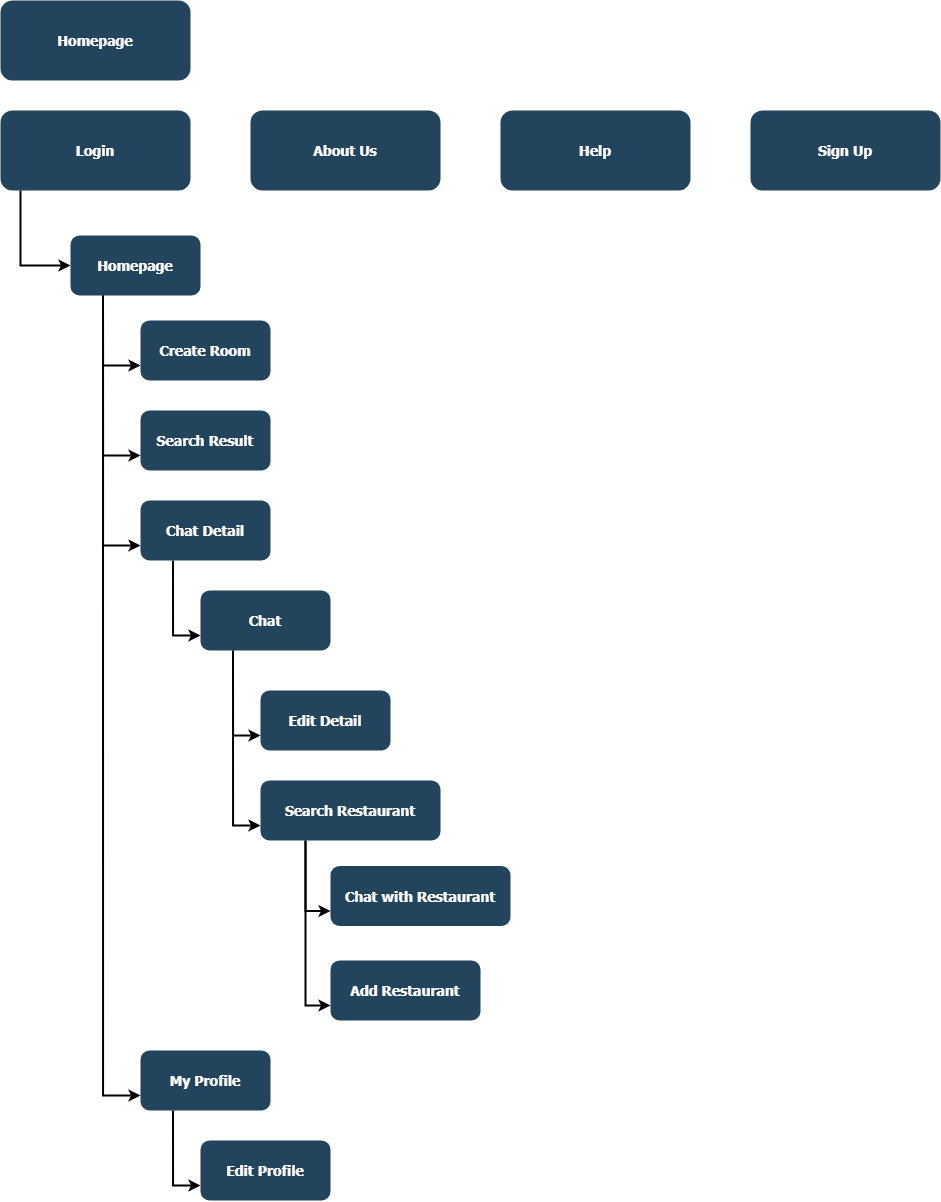 Homepage
Login
About Us
Help
Sign Up
Homepage
Create Room
Search Result
Chat Detail
Chat
Edit Detail
Search Restaurant
Chat with Restaurant
Add Restaurant
My Profile
Edit Profile